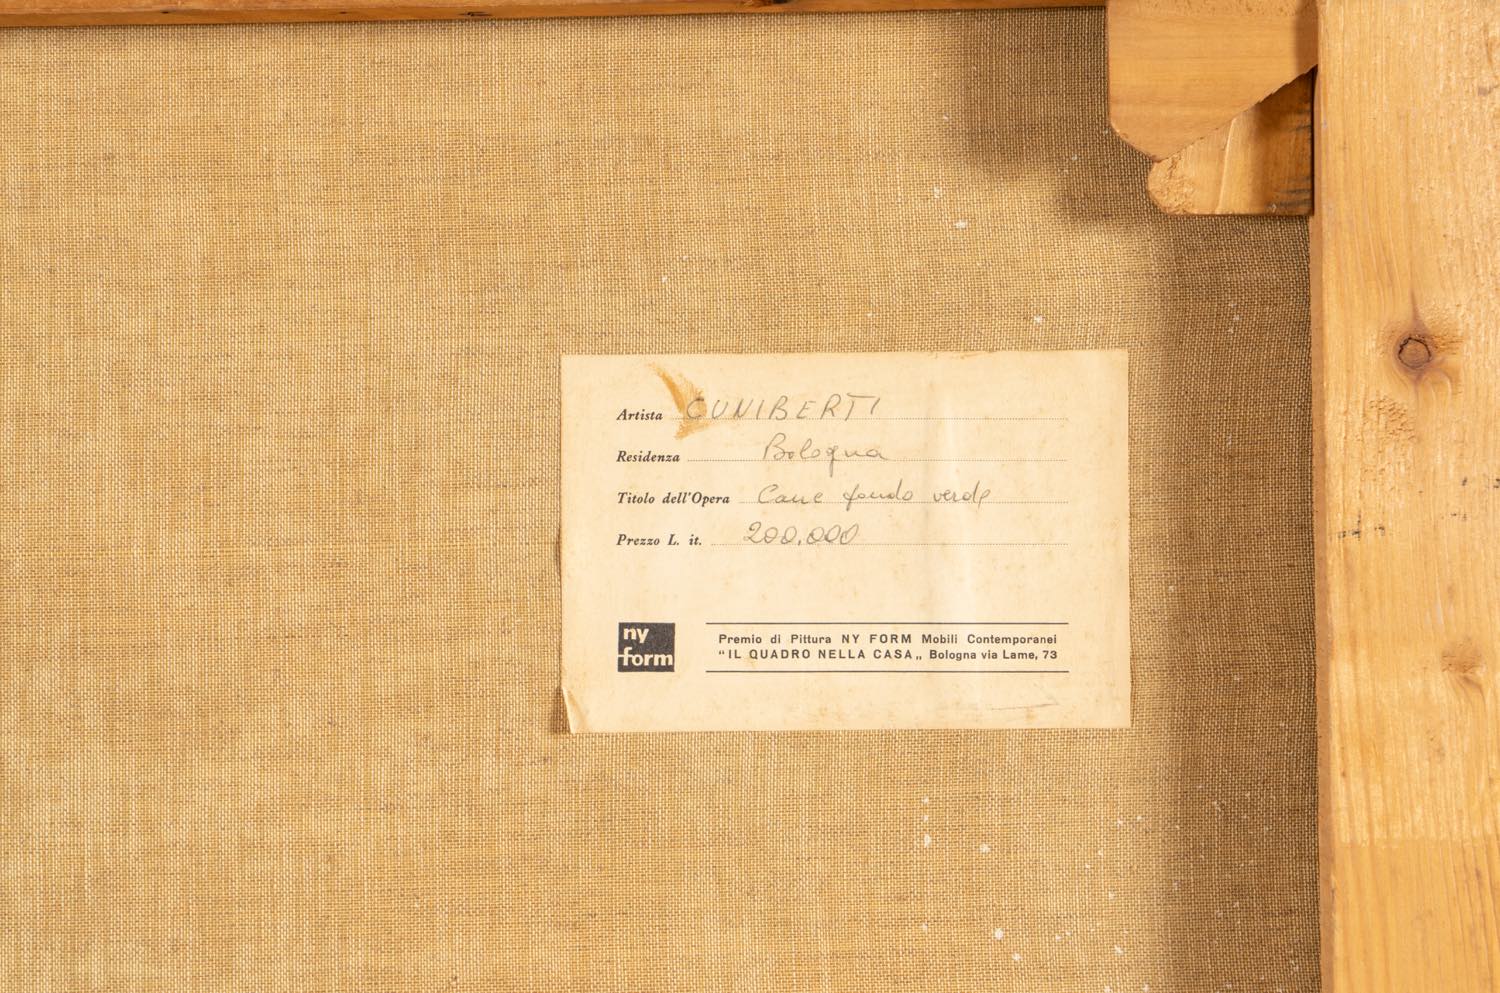 Artista CUNIBERTI
Residenza Bologna
Titolo dell'Opera Cane fondo verde
Prezzo L. it. 200.000
ny
form
Premio di Pittura NY FORM Mobili Contemporanei
"IL QUADRO NELLA CASA„ Bologna via Lame, 73